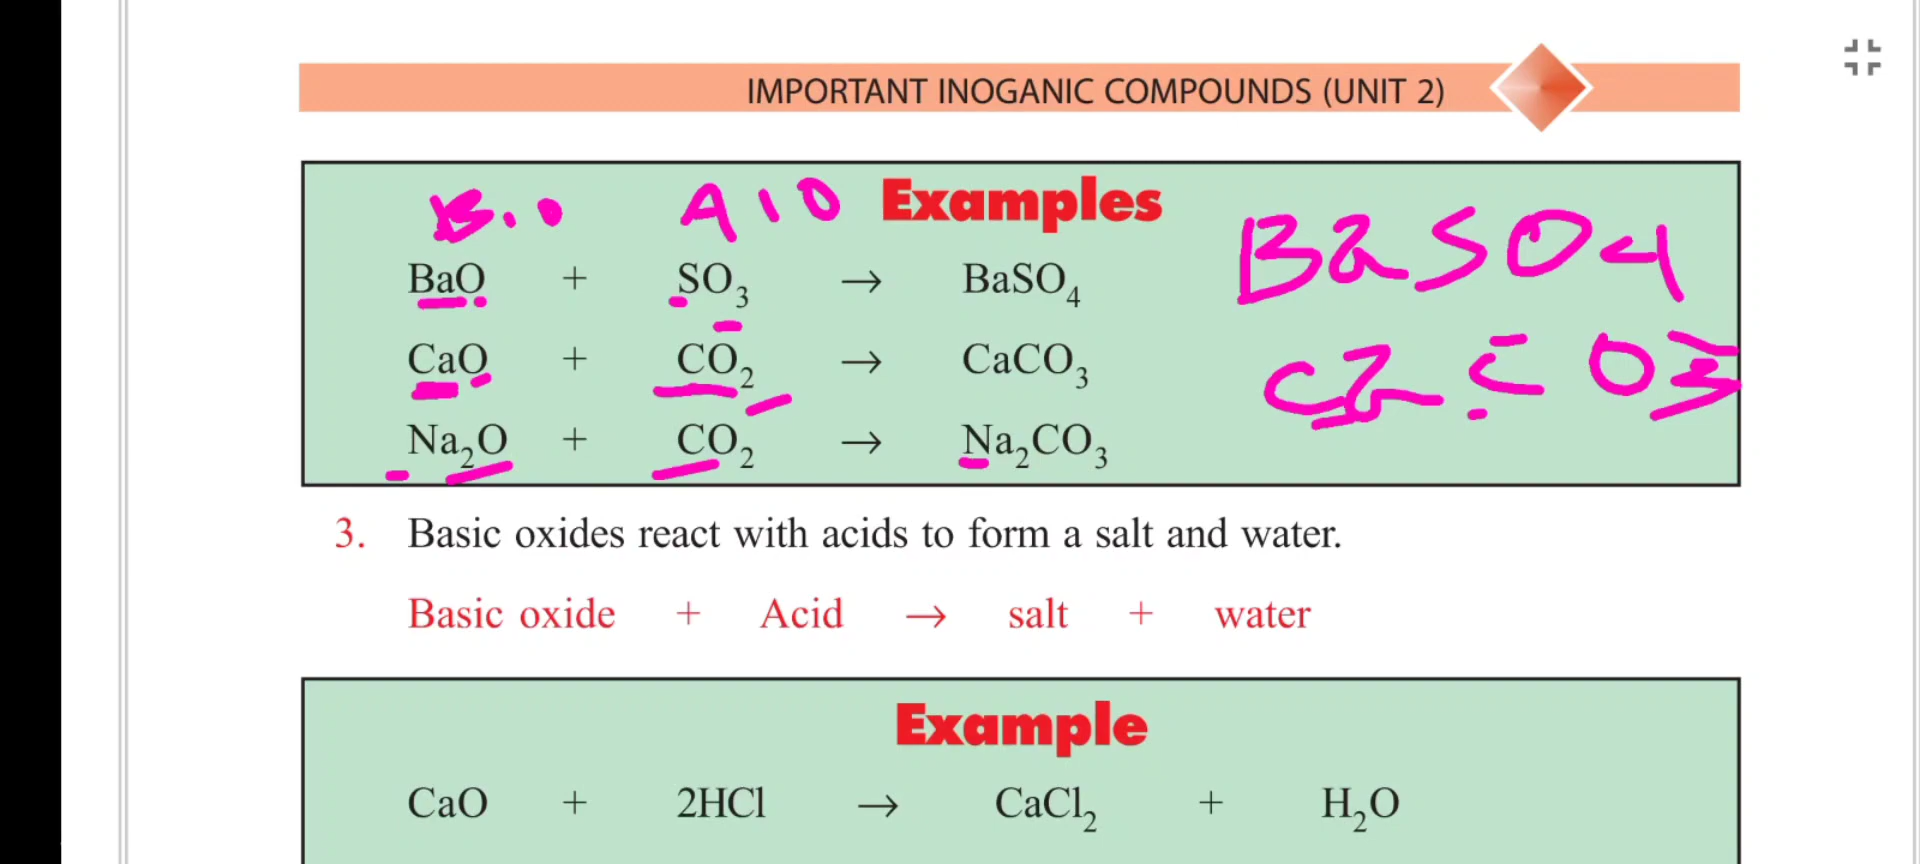 IMPORTANT INOGANIC COMPOUNDS (UNIT 2)
B.O A1O Examples
BaSO4
BaO + SO₃ → BaSO₄
CaO + CO₂ → CaCO₃
CaCO3
Na₂O + CO₂ → Na₂CO₃
3. Basic oxides react with acids to form a salt and water.
Basic oxide + Acid → salt + water
Example
CaO + 2HCl → CaCl₂ + H₂O